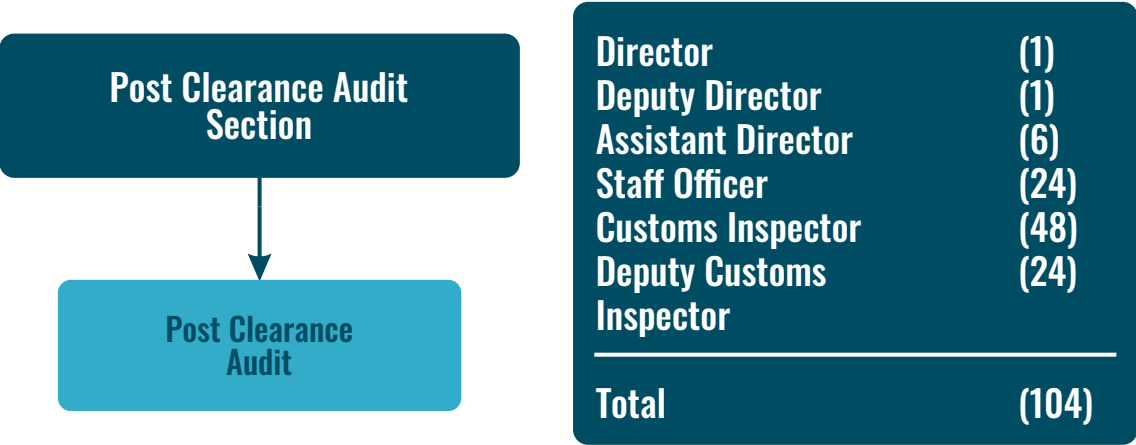 Post Clearance Audit
Section
Post Clearance
Audit
Director (1)
Deputy Director (1)
Assistant Director (6)
Staff Officer (24)
Customs Inspector (48)
Deputy Customs (24)
Inspector
Total (104)